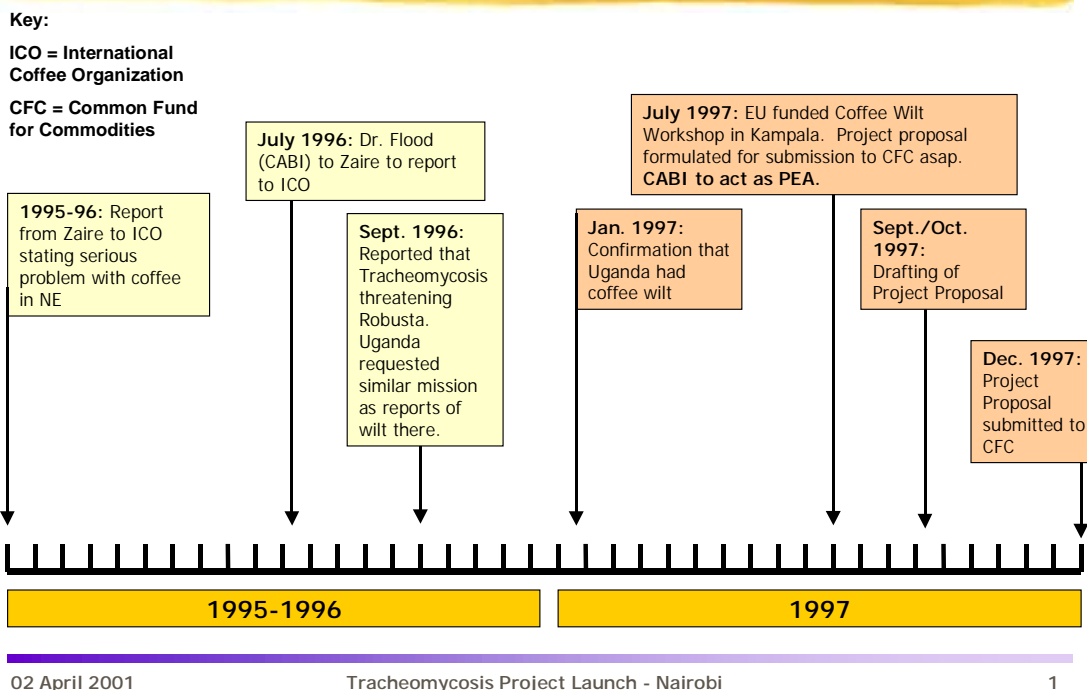 Key:
ICO = International
Coffee Organization
CFC = Common Fund
for Commodities
1995-96: Report
from Zaire to ICO
stating serious
problem with coffee
in NE
July 1996: Dr. Flood
(CABI) to Zaire to report
to ICO
Sept. 1996:
Reported that
Tracheomycosis
threatening
Robusta.
Uganda
requested
similar mission
as reports of
wilt there.
Jan. 1997:
Confirmation that
Uganda had
coffee wilt
July 1997: EU funded Coffee Wilt
Workshop in Kampala. Project proposal
formulated for submission to CFC asap.
CABI to act as PEA.
Sept./Oct.
1997:
Drafting of
Project Proposal
Dec. 1997:
Project
Proposal
submitted to
CFC
1995-1996
1997
02 April 2001
Tracheomycosis Project Launch - Nairobi
1